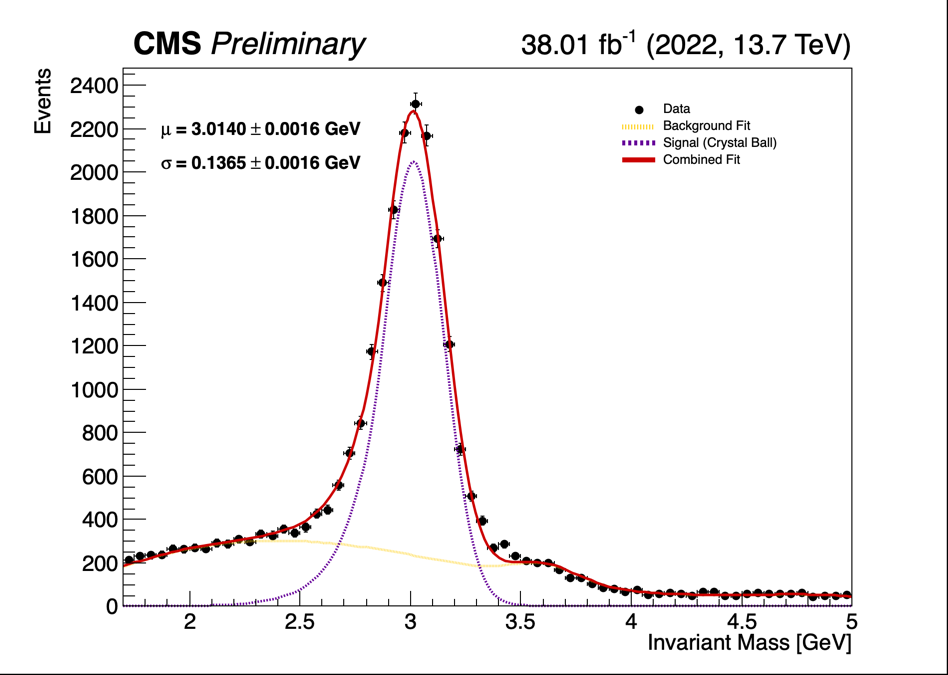 CMS Preliminary 38.01 fb⁻¹ (2022, 13.7 TeV)
Events
2400
2200
2000
1800
1600
1400
1200
1000
800
600
400
200
0
μ = 3.0140 ± 0.0016 GeV
σ = 0.1365 ± 0.0016 GeV
Data
Background Fit
Signal (Crystal Ball)
Combined Fit
2 2.5 3 3.5 4 4.5 5
Invariant Mass [GeV]